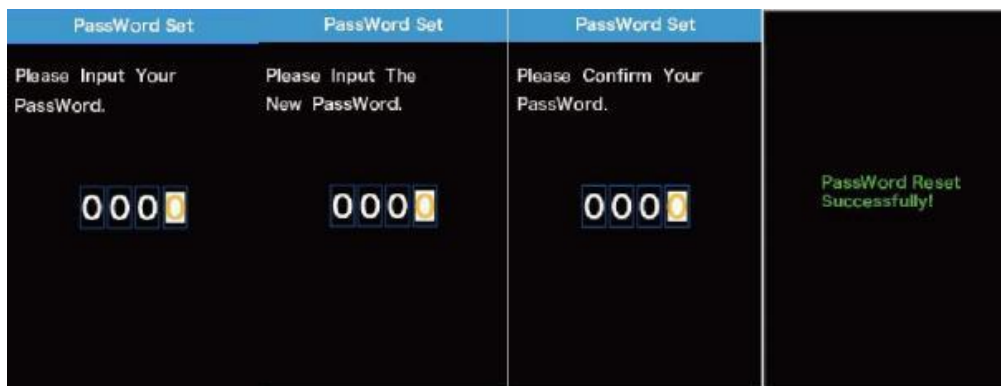 PassWord Set
Please Input Your
PassWord.
0000
PassWord Set
Please Input The
New PassWord.
0000
PassWord Set
Please Confirm Your
PassWord.
0000
PassWord Reset
Successfully!